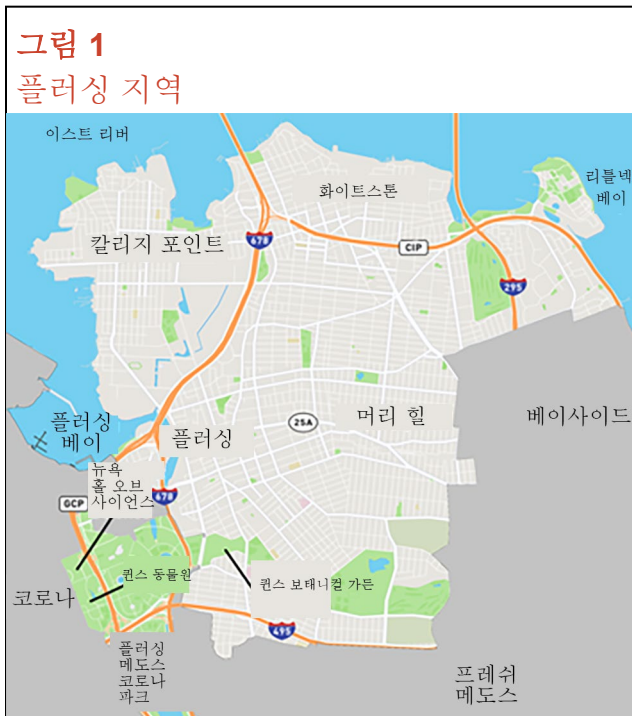 그림 1
플러싱 지역
이스트 리버
화이트스톤
리틀넥
베이
칼리지 포인트
678
CIP
295
플러싱
베이
플러싱
25A
머리 힐
베이사이드
뉴욕
홀 오브
사이언스
GCP
678
퀸스 동물원
코로나
퀸스 보태니컬 가든
495
플러싱
메도스
코로나
파크
프레쉬
메도스